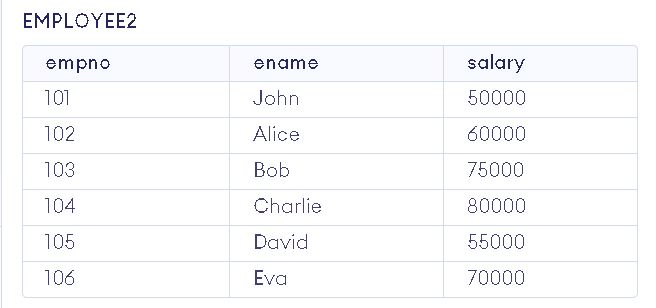 EMPLOYEE2
empno ename salary
101 John 50000
102 Alice 60000
103 Bob 75000
104 Charlie 80000
105 David 55000
106 Eva 70000